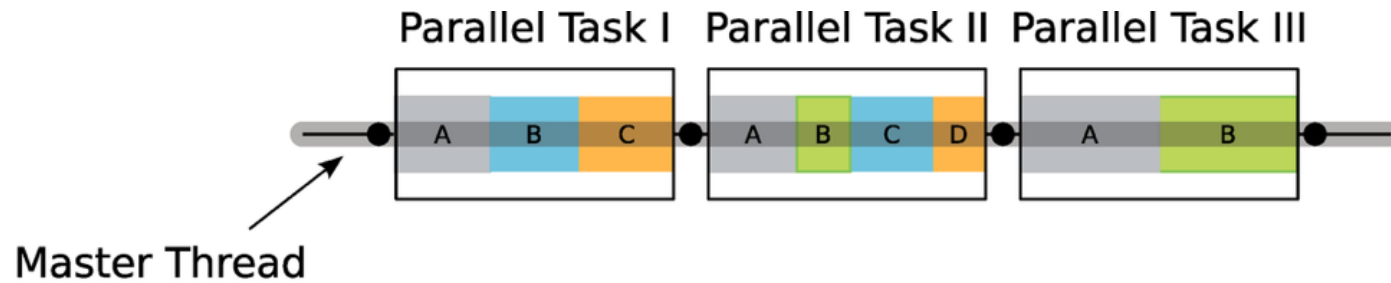 Parallel Task I
Parallel Task II
Parallel Task III
A B C
A B C D
A B
Master Thread